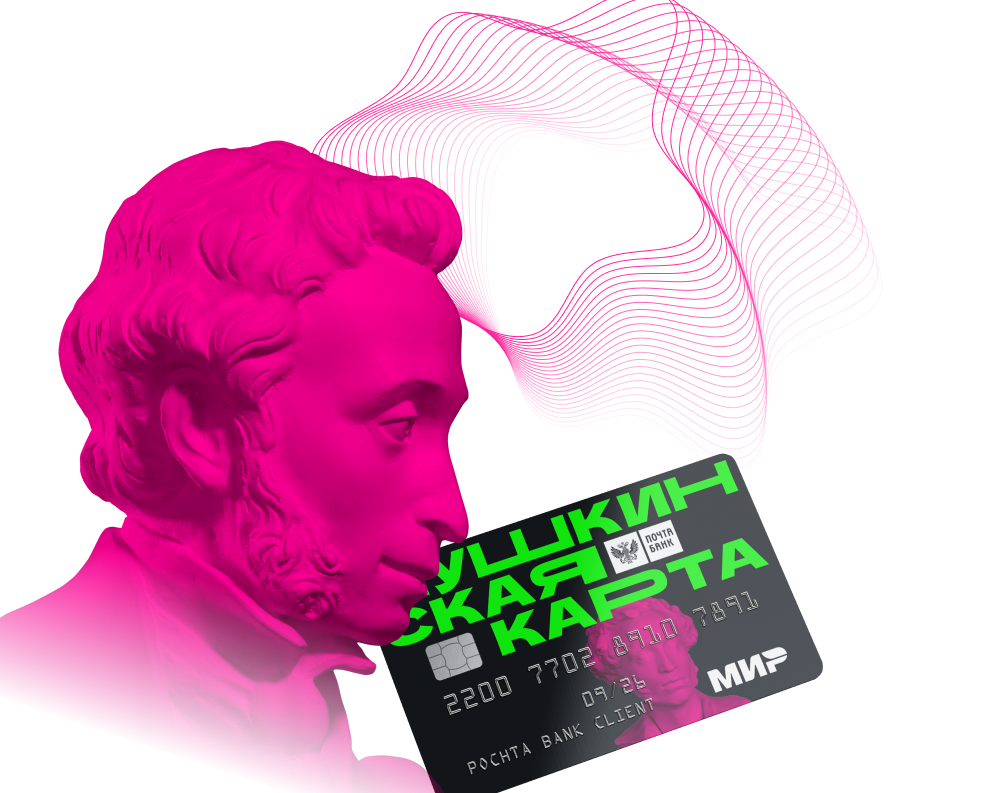 УШКИН
СКАЯ
ПОЧТА
БАНК
КАРТА
2200 7702 8910 7891
09/26
POCHTA BANK CLIENT
МИР